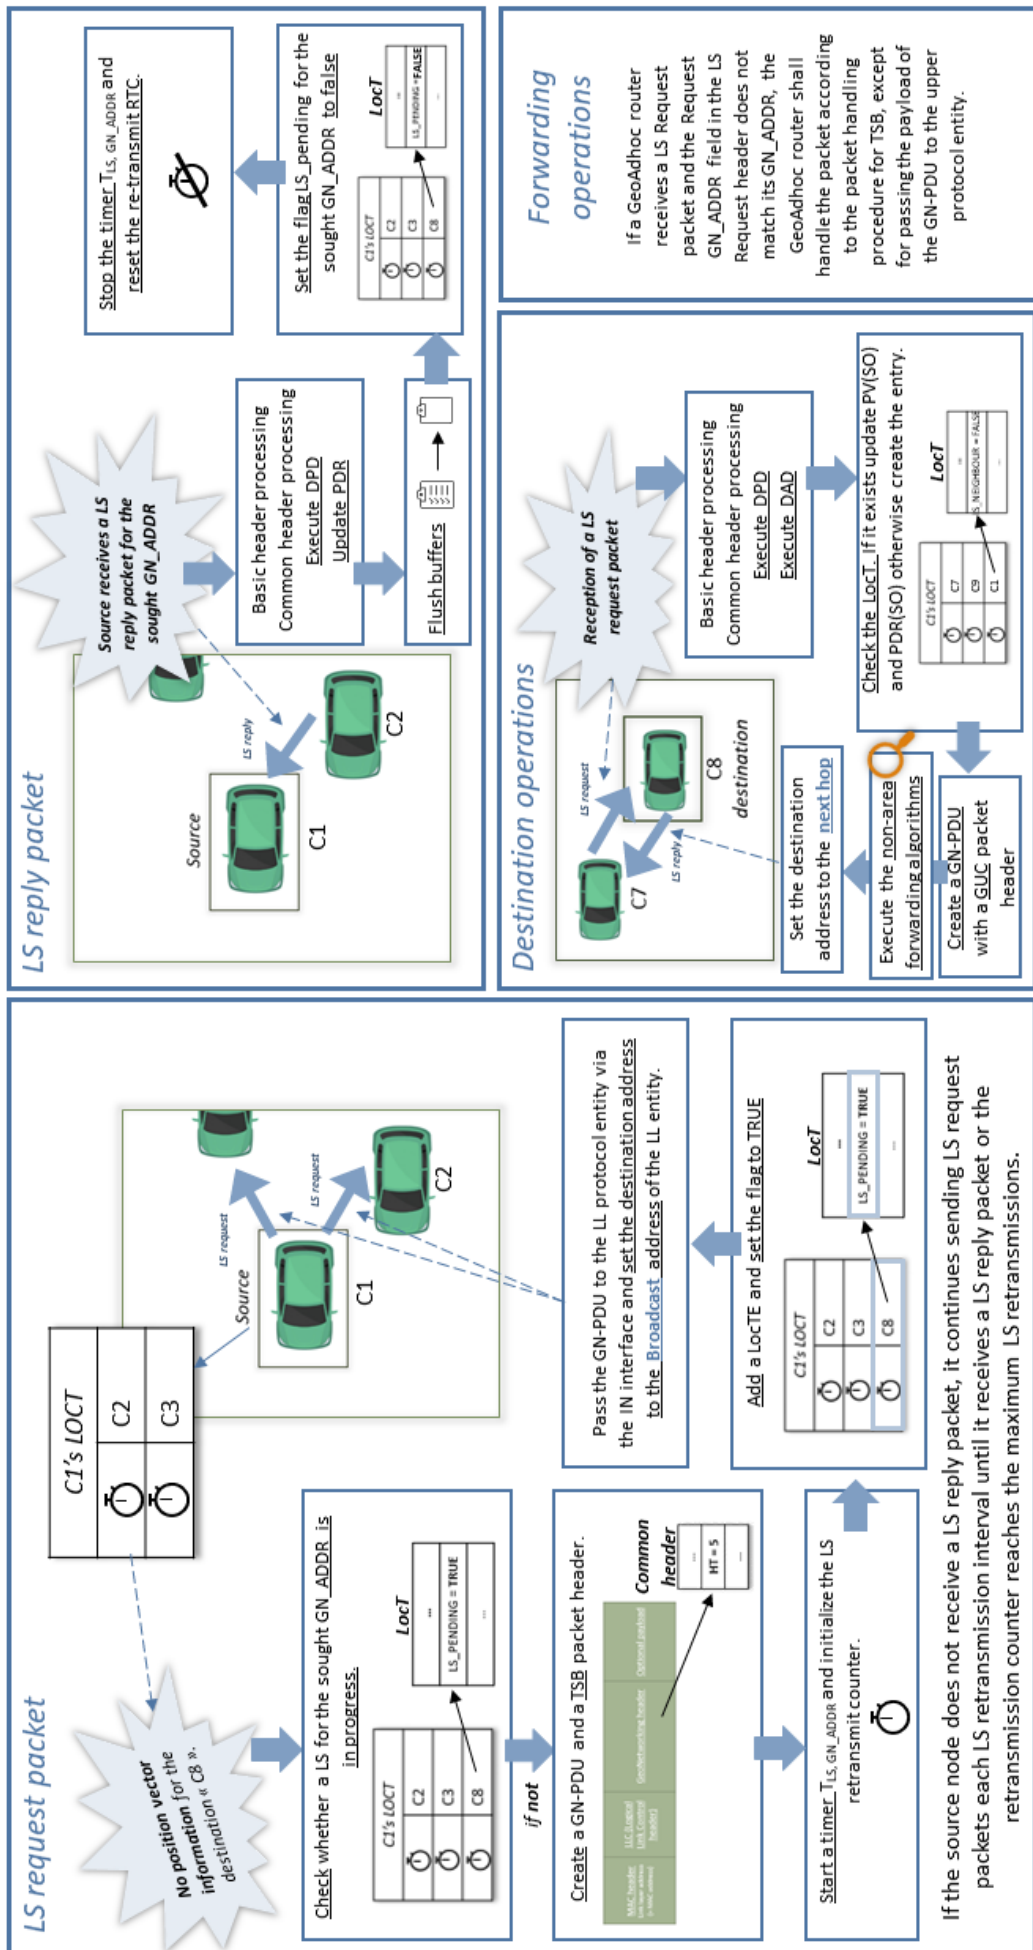 LS request packet
No position vector
information for the
destination « C8 ».
C1's LOCT
C2
C3
Source
C1
LS request
LS request
C2
Check whether a LS for the sought GN_ADDR is
in progress.
C1's LOCT
C2
C3
C8
LocT
...
LS_PENDING = TRUE
...
if not
Create a GN-PDU and a TSB packet header.
MAC header
LLC (Logical
Link Control
header)
GeoNetworking header
Optional payload
Common
header
...
HT = 5
...
Start a timer TLS, GN_ADDR and initialize the LS
retransmit counter.
Add a LocTE and set the flag to TRUE
C1's LOCT
C2
C3
C8
LocT
...
LS_PENDING = TRUE
...
Pass the GN-PDU to the LL protocol entity via
the IN interface and set the destination address
to the Broadcast address of the LL entity.
If the source node does not receive a LS reply packet, it continues sending LS request
packets each LS retransmission interval until it receives a LS reply packet or the
retransmission counter reaches the maximum LS retransmissions.
LS reply packet
Source
C1
LS reply
C2
Source receives a LS
reply packet for the
sought GN_ADDR
Basic header processing
Common header processing
Execute DPD
Update PDR
Flush buffers
Set the flag LS_pending for the
sought GN_ADDR to false
C1's LOCT
C2
C3
C8
LocT
...
LS_PENDING = FALSE
...
Stop the timer TLS, GN_ADDR and
reset the re-transmit RTC.
Destination operations
C7
LS request
LS reply
C8
destination
Reception of a LS
request packet
Basic header processing
Common header processing
Execute DPD
Execute DAD
Check the LocT. If it exists update PV(SO)
and PDR(SO) otherwise create the entry.
C1's LOCT
C7
C9
C1
LocT
...
IS_NEIGHBOUR = FALSE
...
Create a GN-PDU
with a GUC packet
header
Execute the non-area
forwarding algorithms
Set the destination
address to the next hop
Forwarding
operations
If a GeoAdhoc router
receives a LS Request
packet and the Request
GN_ADDR field in the LS
Request header does not
match its GN_ADDR, the
GeoAdhoc router shall
handle the packet according
to the packet handling
procedure for TSB, except
for passing the payload of
the GN-PDU to the upper
protocol entity.